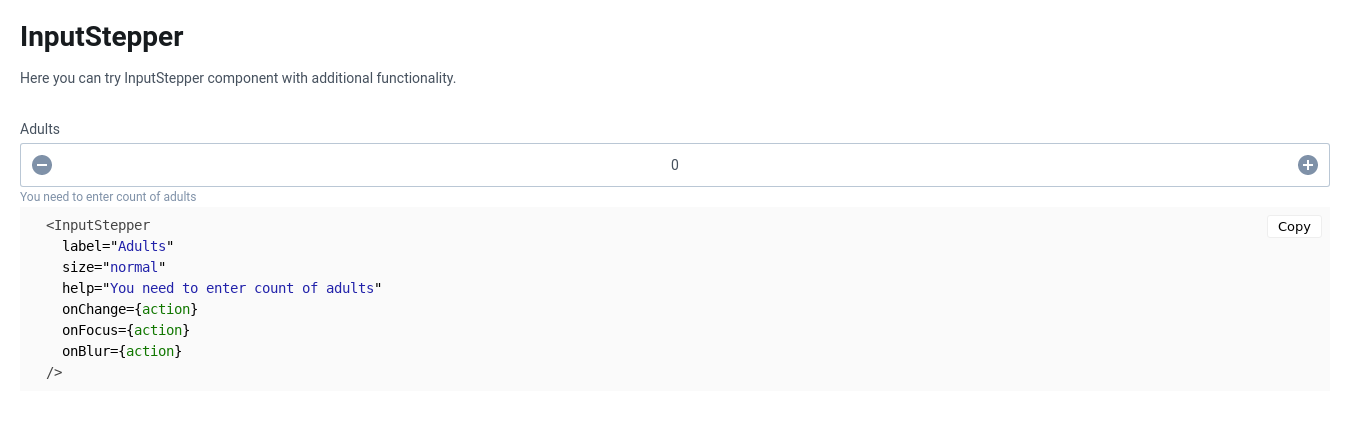 InputStepper
Here you can try InputStepper component with additional functionality.
Adults
0
You need to enter count of adults
<InputStepper
Copy
label="Adults"
size="normal"
help="You need to enter count of adults"
onChange={action}
onFocus={action}
onBlur={action}
/>